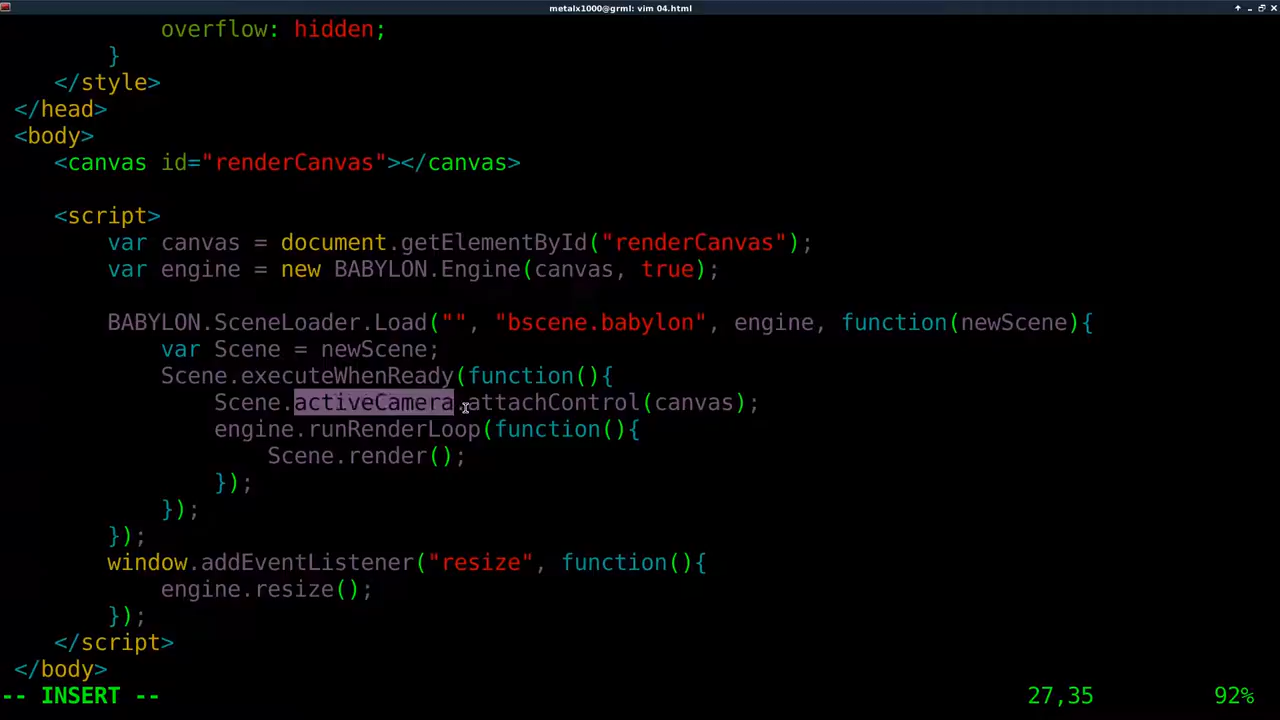 metalx1000@grml: vim 04.html
overflow: hidden;
}
</style>
</head>
<body>
<canvas id="renderCanvas"></canvas>
<script>
var canvas = document.getElementById("renderCanvas");
var engine = new BABYLON.Engine(canvas, true);
BABYLON.SceneLoader.Load("", "bscene.babylon", engine, function(newScene){
var Scene = newScene;
Scene.executeWhenReady(function(){
Scene.activeCamera.attachControl(canvas);
engine.runRenderLoop(function(){
Scene.render();
});
});
});
window.addEventListener("resize", function(){
engine.resize();
});
</script>
</body>
-- INSERT -- 27,35 92%